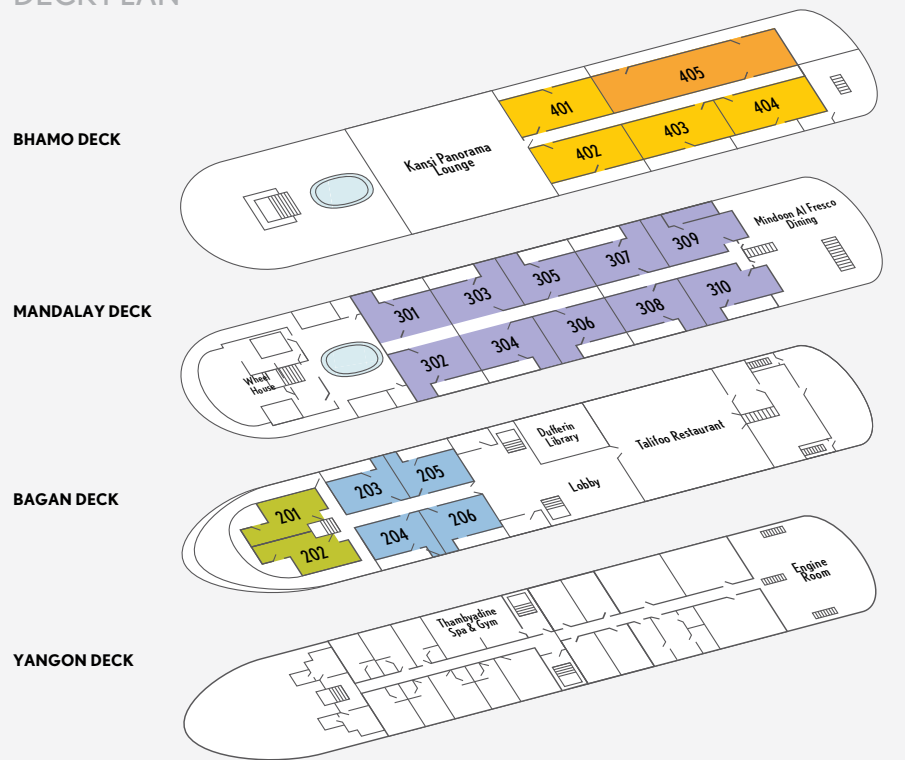 DECK PLAN
BHAMO DECK
Kansi Panorama
Lounge
401
405
402
403
404
MANDALAY DECK
Wheel
House
301
303
305
307
309
302
304
306
308
310
Mindoon Al Fresco
Dining
BAGAN DECK
201
202
203
205
204
206
Dufferin
Library
Lobby
Talifoo Restaurant
YANGON DECK
Thambyadine
Spa & Gym
Engine
Room